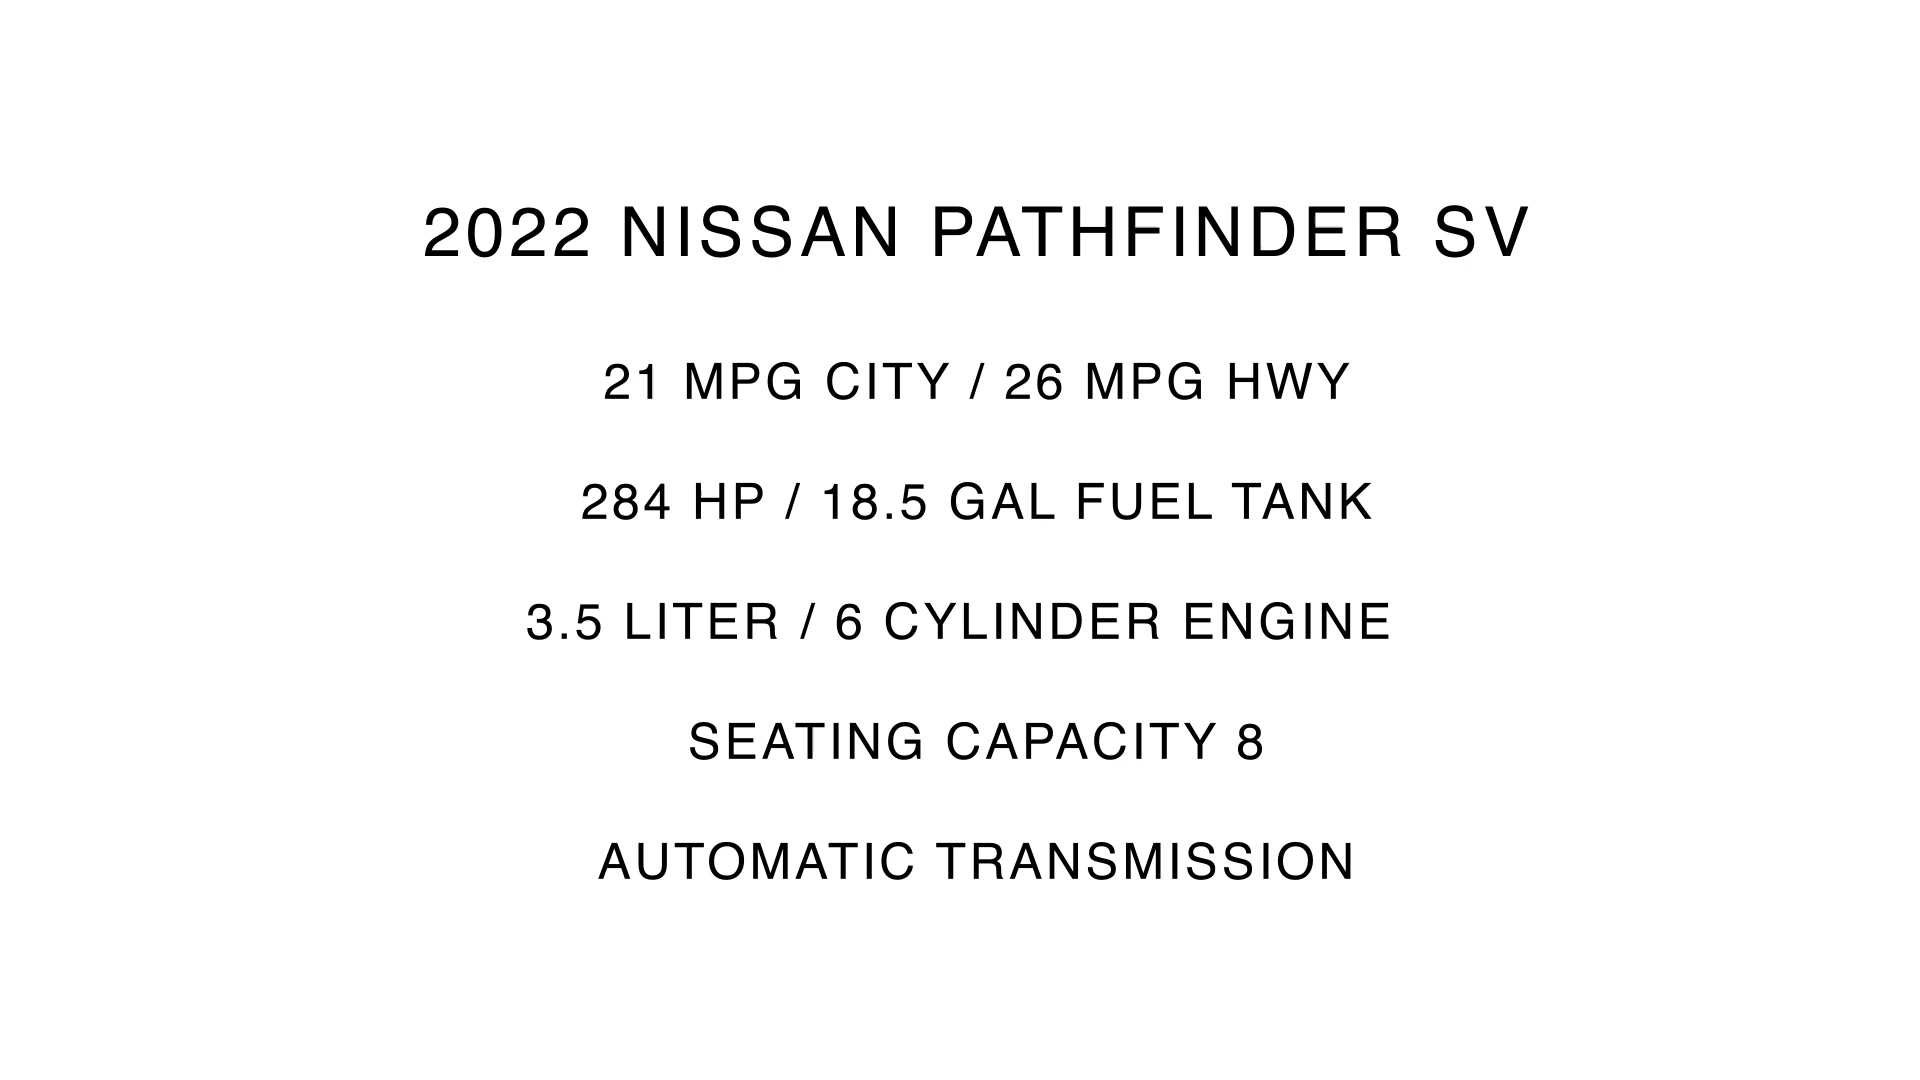 2022 NISSAN PATHFINDER SV
21 MPG CITY / 26 MPG HWY
284 HP / 18.5 GAL FUEL TANK
3.5 LITER / 6 CYLINDER ENGINE
SEATING CAPACITY 8
AUTOMATIC TRANSMISSION